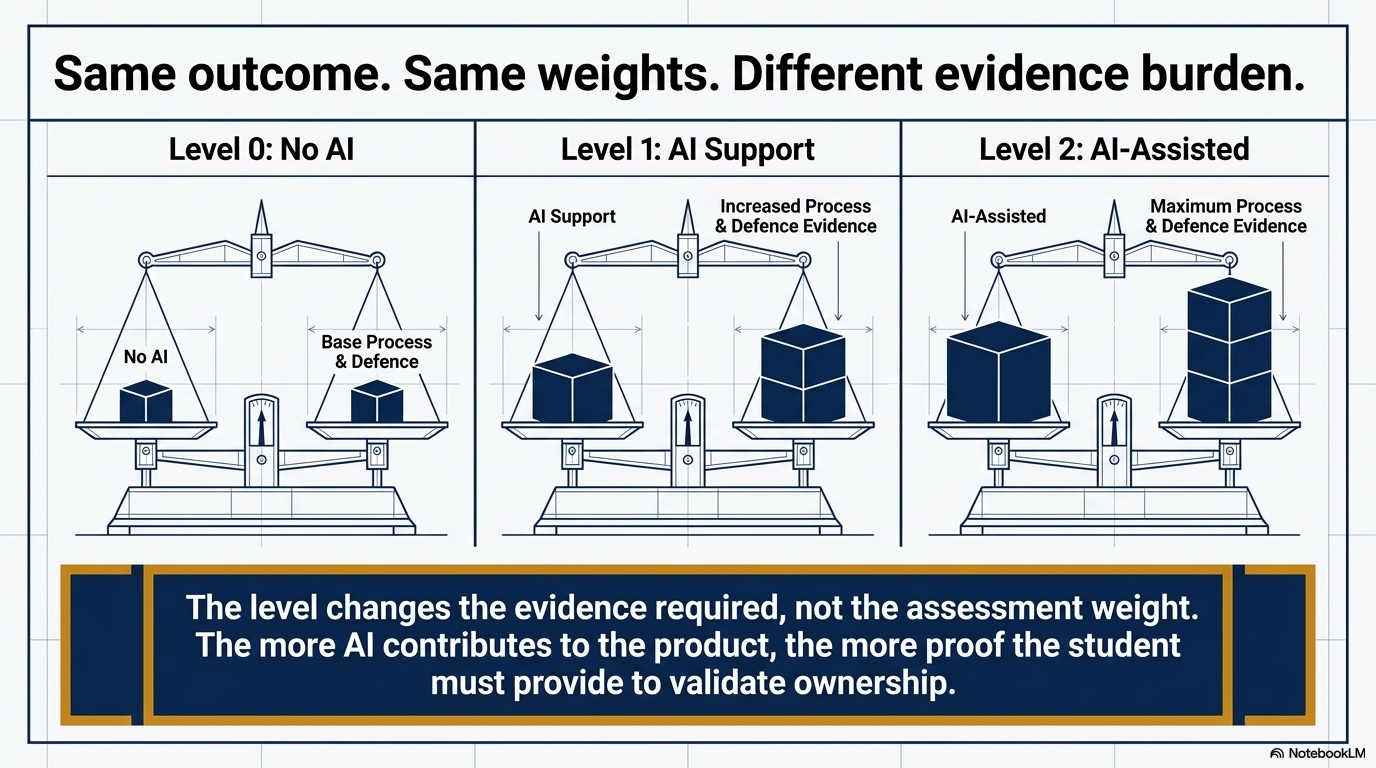 Same outcome. Same weights. Different evidence burden.
Level 0: No AI
No AI
Base Process
& Defence
Level 1: AI Support
AI Support
Increased Process
& Defence Evidence
Level 2: AI-Assisted
AI-Assisted
Maximum Process
& Defence Evidence
The level changes the evidence required, not the assessment weight.
The more AI contributes to the product, the more proof the student
must provide to validate ownership.
NotebookLM